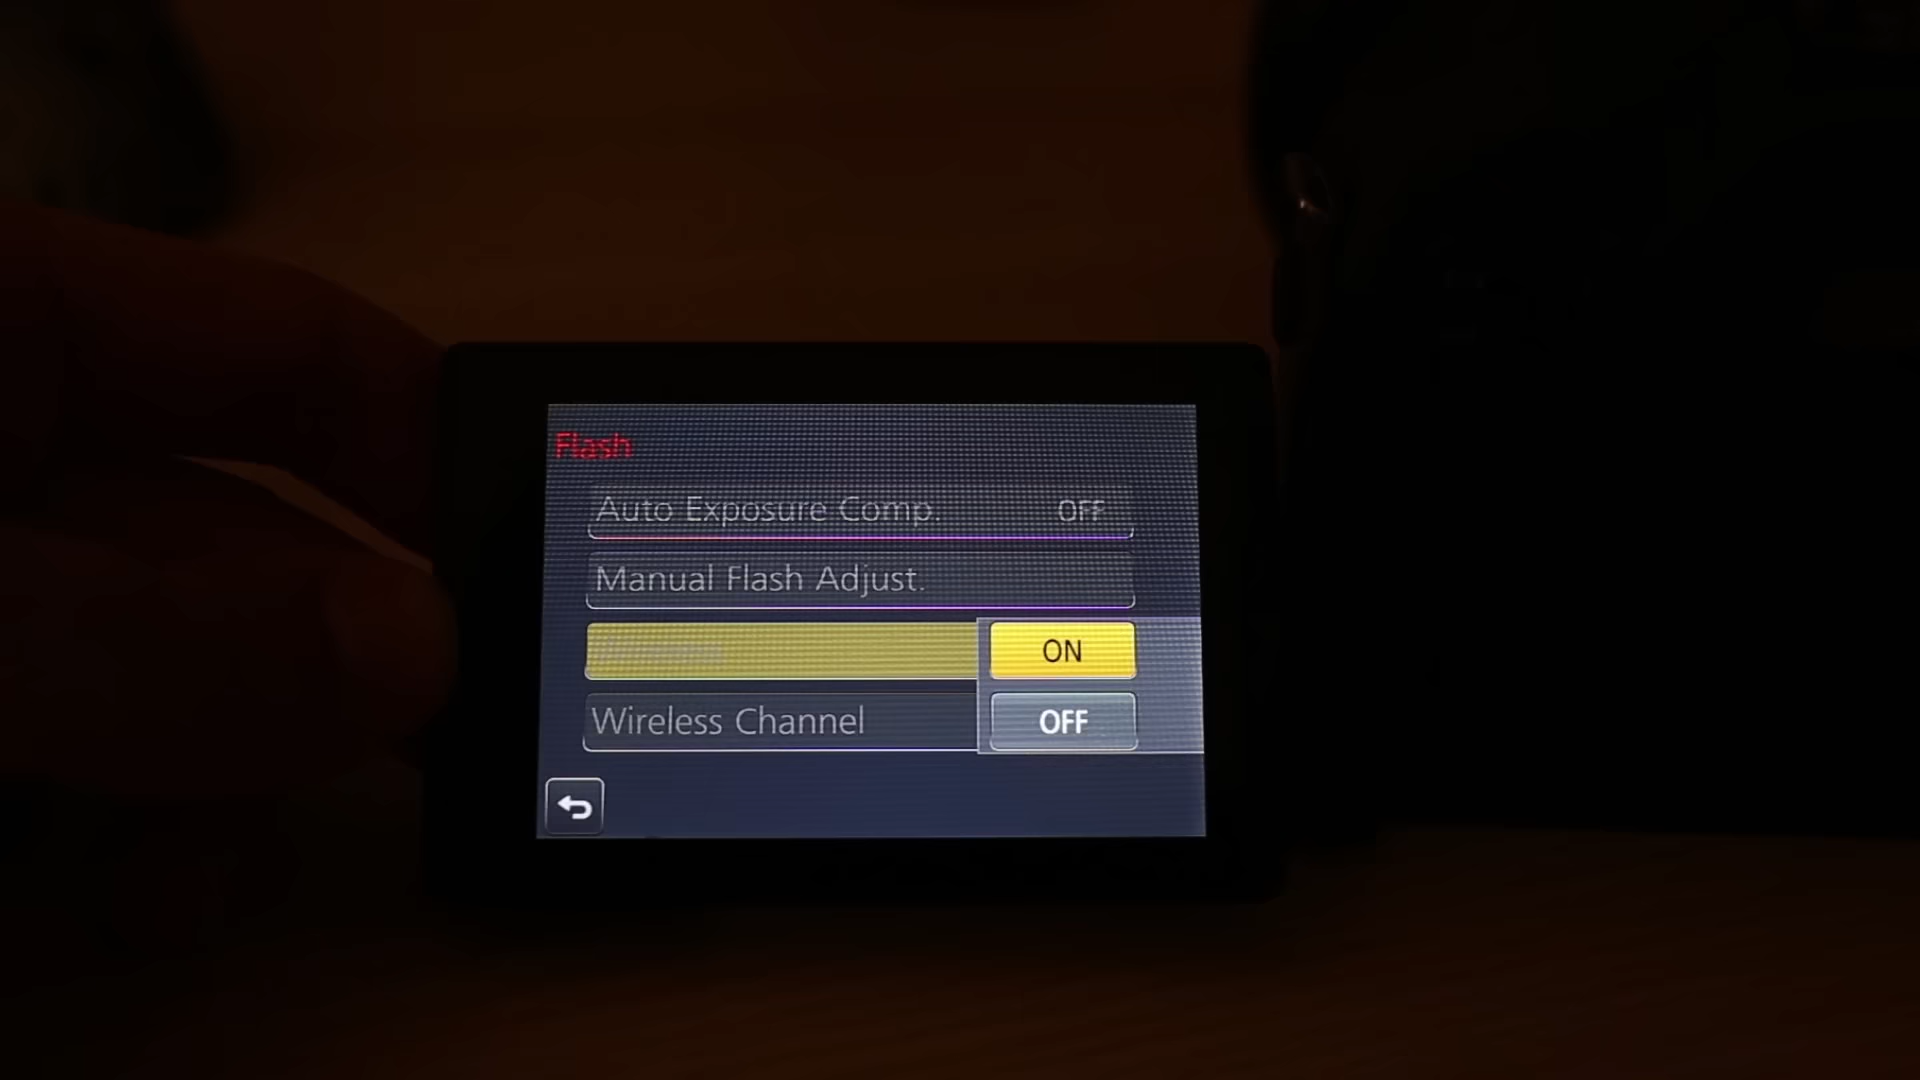 Flash
Auto Exposure Comp. OFF
Manual Flash Adjust.
ON
Wireless Channel OFF